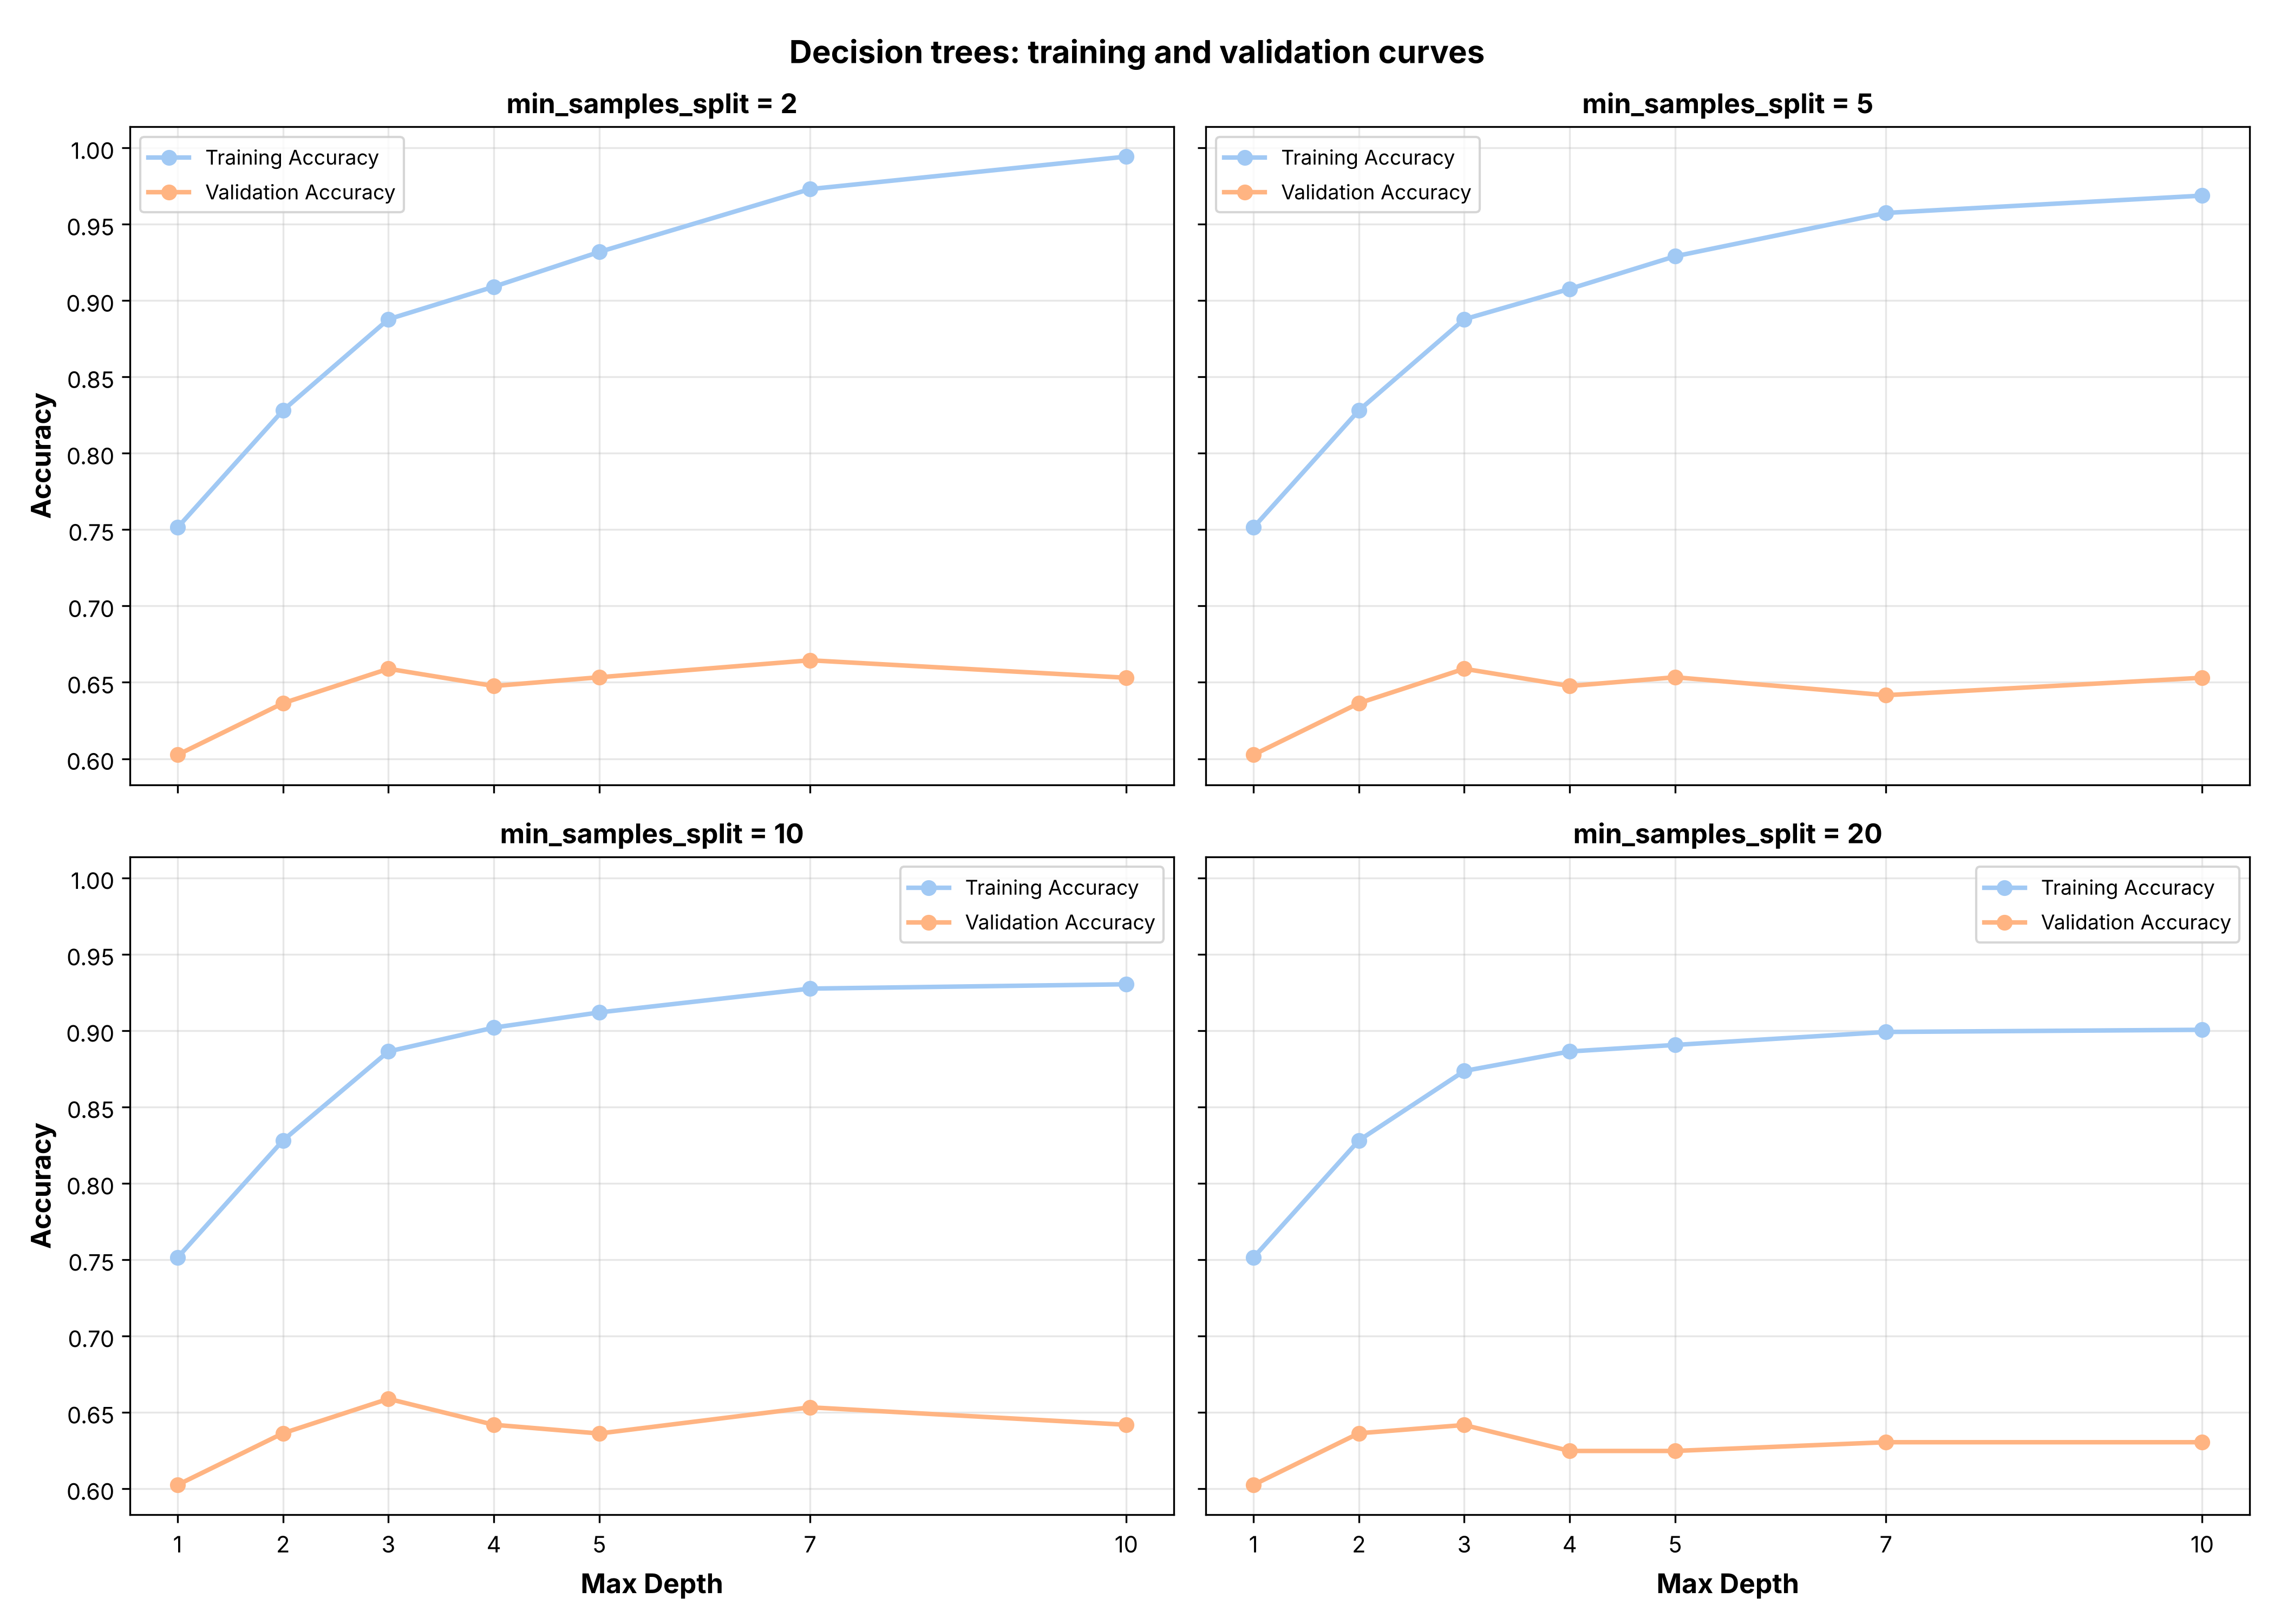 Decision trees: training and validation curves
min_samples_split = 2
Training Accuracy
Validation Accuracy
1.00
0.95
0.90
0.85
0.80
0.75
0.70
0.65
0.60
Accuracy
min_samples_split = 5
Training Accuracy
Validation Accuracy
min_samples_split = 10
Training Accuracy
Validation Accuracy
1.00
0.95
0.90
0.85
0.80
0.75
0.70
0.65
0.60
Accuracy
1 2 3 4 5 7 10
Max Depth
min_samples_split = 20
Training Accuracy
Validation Accuracy
1 2 3 4 5 7 10
Max Depth